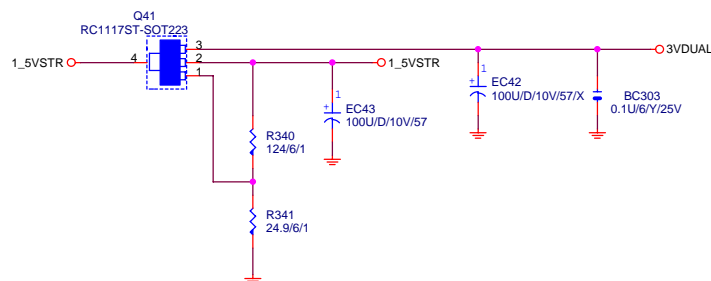 Q41
RC1117ST-SOT223
1_5VSTR
4
3
2
1
1_5VSTR
3VDUAL
1
+
EC43
100U/D/10V/57
1
+
EC42
100U/D/10V/57/X
BC303
0.1U/6/Y/25V
R340
124/6/1
R341
24.9/6/1